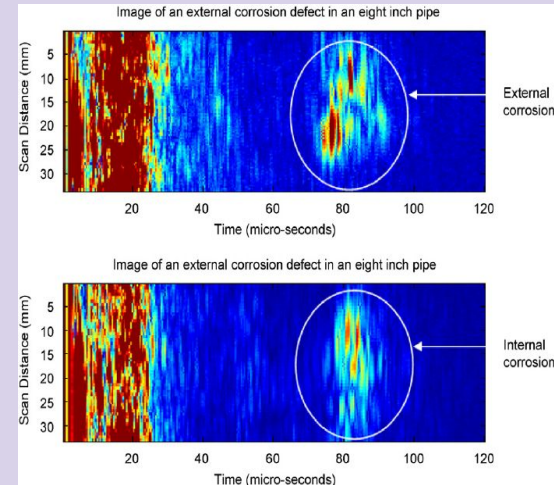 Image of an external corrosion defect in an eight inch pipe
Scan Distance (mm)
5
10
15
20
25
30
20
40
60
80
100
120
Time (micro-seconds)
External
corrosion
Image of an external corrosion defect in an eight inch pipe
Scan Distance (mm)
5
10
15
20
25
30
20
40
60
80
100
120
Time (micro-seconds)
Internal
corrosion